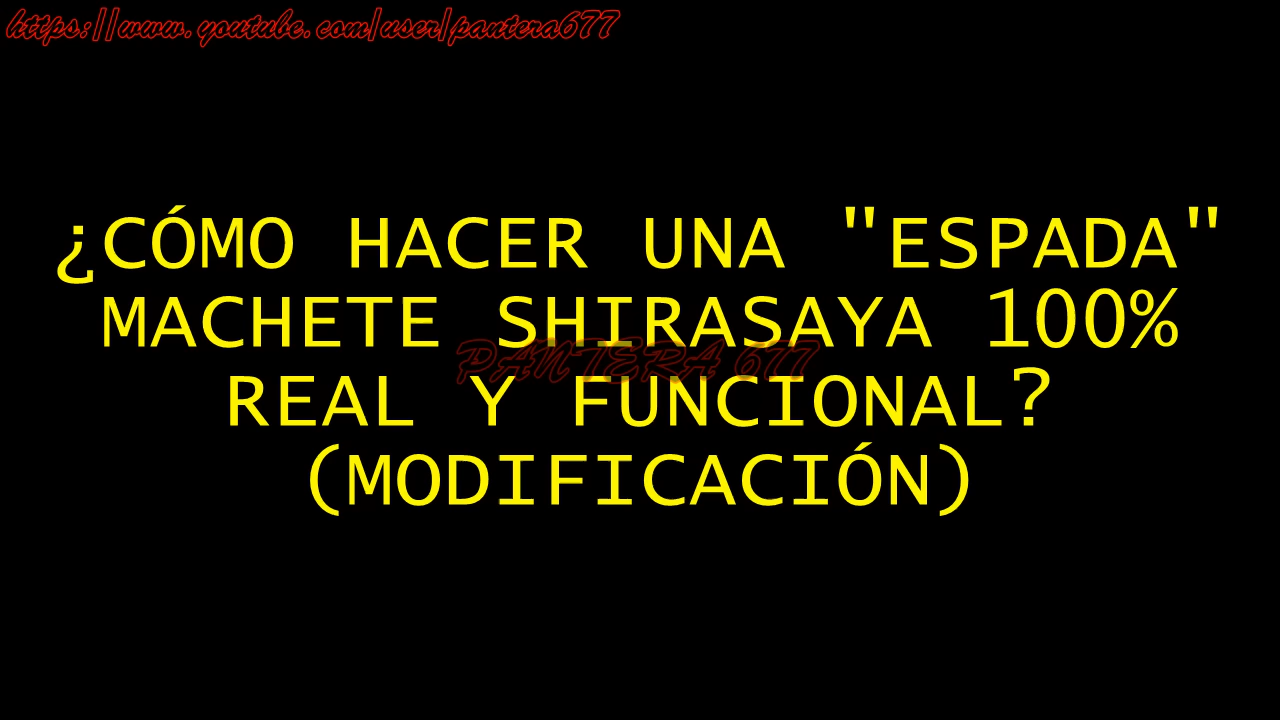 https://www.youtube.com/user/pantera677
¿CÓMO HACER UNA "ESPADA"
MACHETE SHIRASAYA 100%
PANTERA 677
REAL Y FUNCIONAL?
(MODIFICACIÓN)